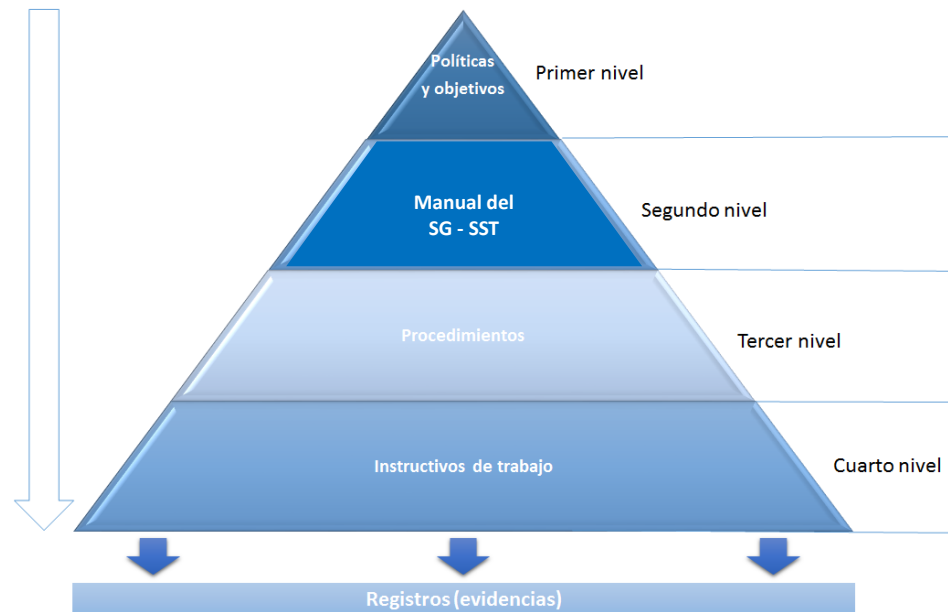 Políticas
y objetivos
Primer nivel
Manual del
SG - SST
Segundo nivel
Procedimientos
Tercer nivel
Instructivos de trabajo
Cuarto nivel
Registros (evidencias)